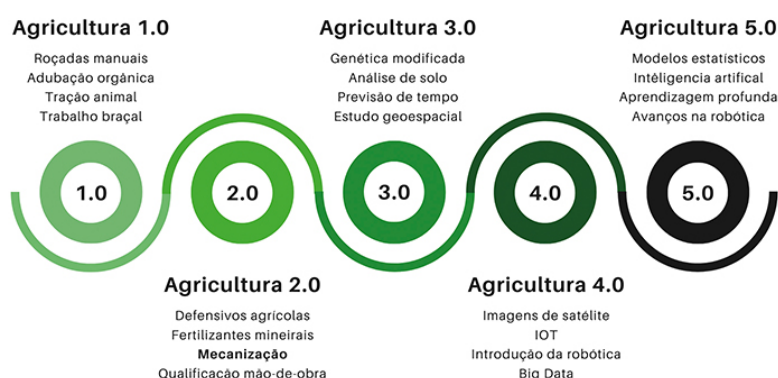 Agricultura 1.0
Roçadas manuais
Adubação orgânica
Tração animal
Trabalho braçal
Agricultura 3.0
Genética modificada
Análise de solo
Previsão de tempo
Estudo geoespacial
Agricultura 5.0
Modelos estatísticos
Intéligencia artifical
Aprendizagem profunda
Avanços na robótica
1.0
2.0
3.0
4.0
5.0
Agricultura 2.0
Defensivos agrícolas
Fertilizantes mineirais
Mecanização
Qualificação mão-de-obra
Agricultura 4.0
Imagens de satélite
IOT
Introdução da robótica
Big Data